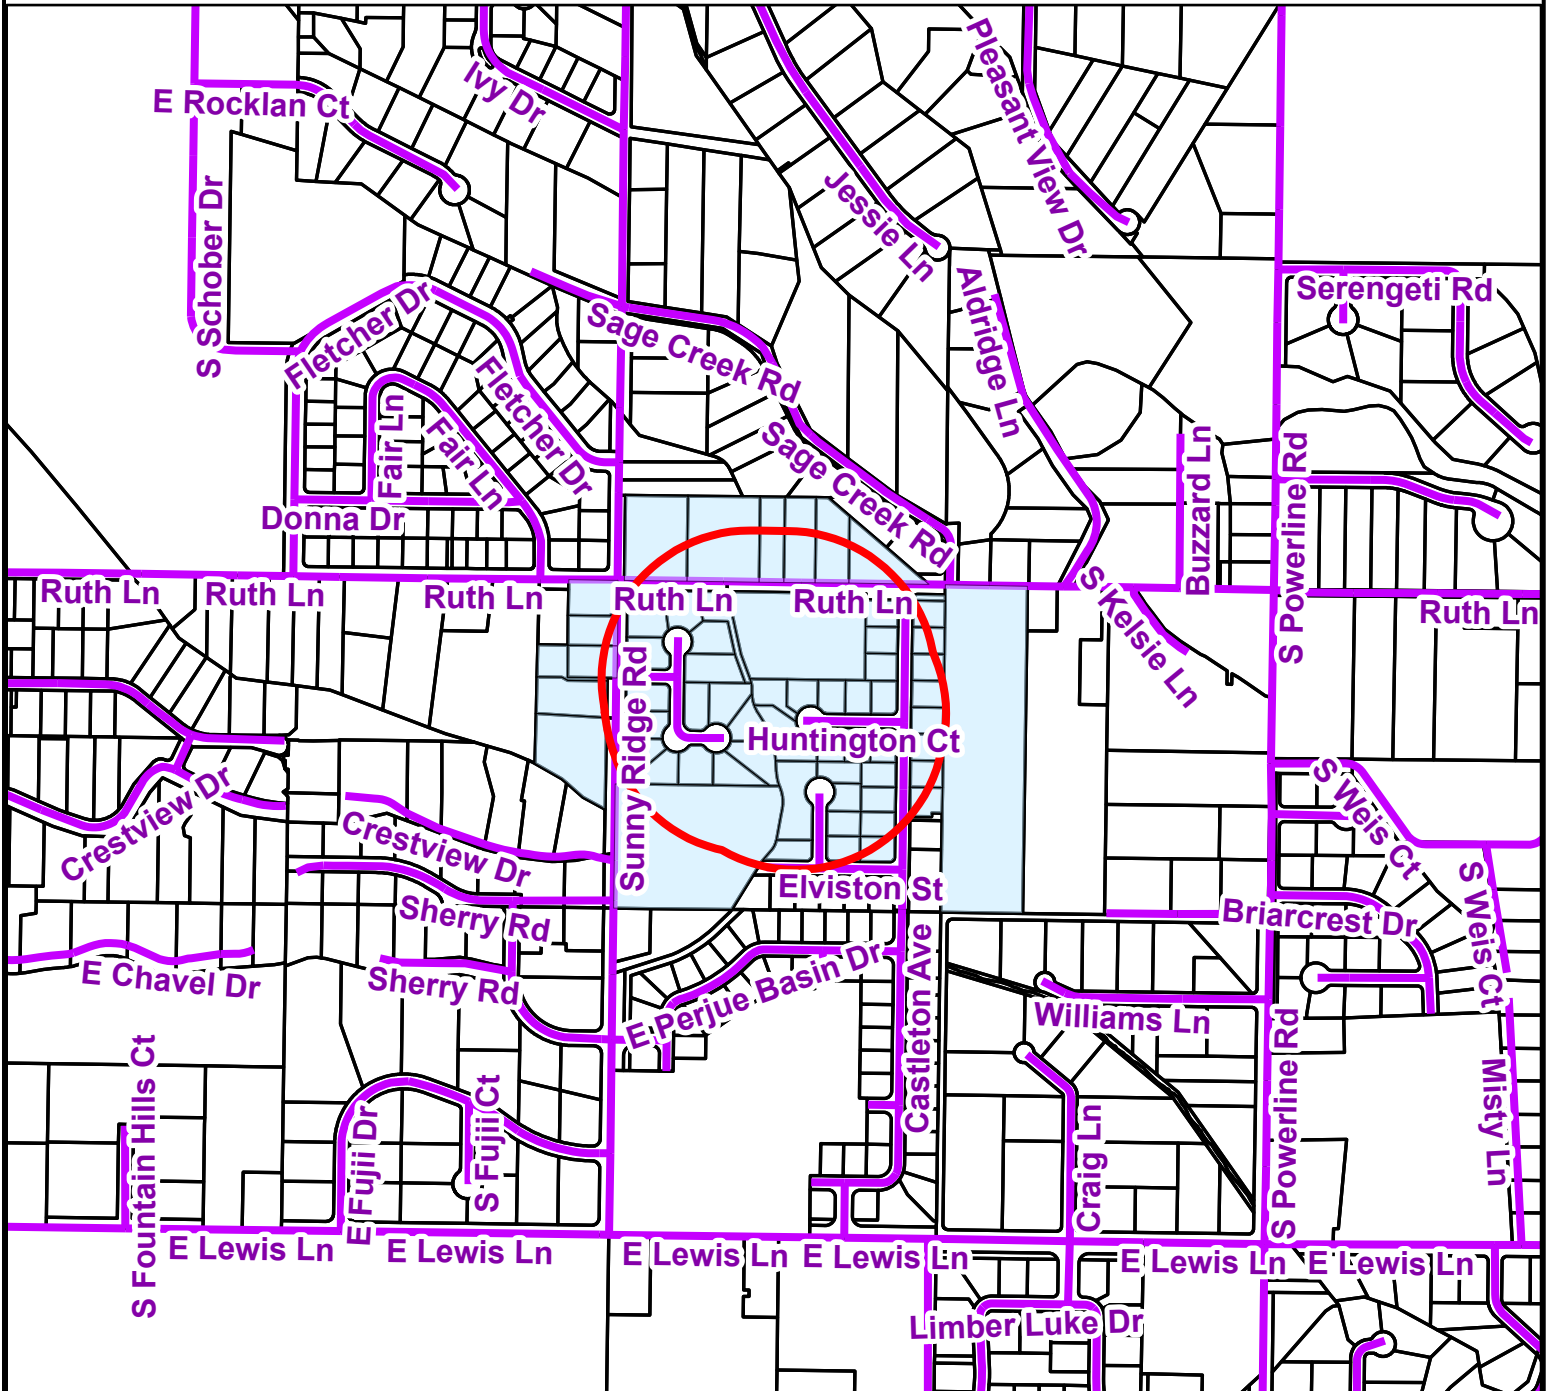 Ivy Dr
Pleasant View Dr
E Rocklan Ct
Jessie Ln
S Schober Dr
Aldridge Ln
Serengeti Rd
Fletcher Dr
Sage Creek Rd
Fletcher Dr
Fair Ln
Fair Ln
Sage Creek Rd
Buzzard Ln
S Powerline Rd
Donna Dr
Ruth Ln
Ruth Ln
Ruth Ln
Ruth Ln
Ruth Ln
S Kelsie Ln
Ruth Ln
Sunny Ridge Rd
Huntington Ct
Crestview Dr
Crestview Dr
S Weis Ct
Elviston St
Sherry Rd
Briarcrest Dr
S Weis Ct
E Chavel Dr
Sherry Rd
E Perjue Basin Dr
Castleton Ave
Williams Ln
S Fountain Hills Ct
E Fujii Dr
S Fujii Ct
Craig Ln
S Powerline Rd
Misty Ln
E Lewis Ln
E Lewis Ln
E Lewis Ln
E Lewis Ln
E Lewis Ln
E Lewis Ln
Limber Luke Dr